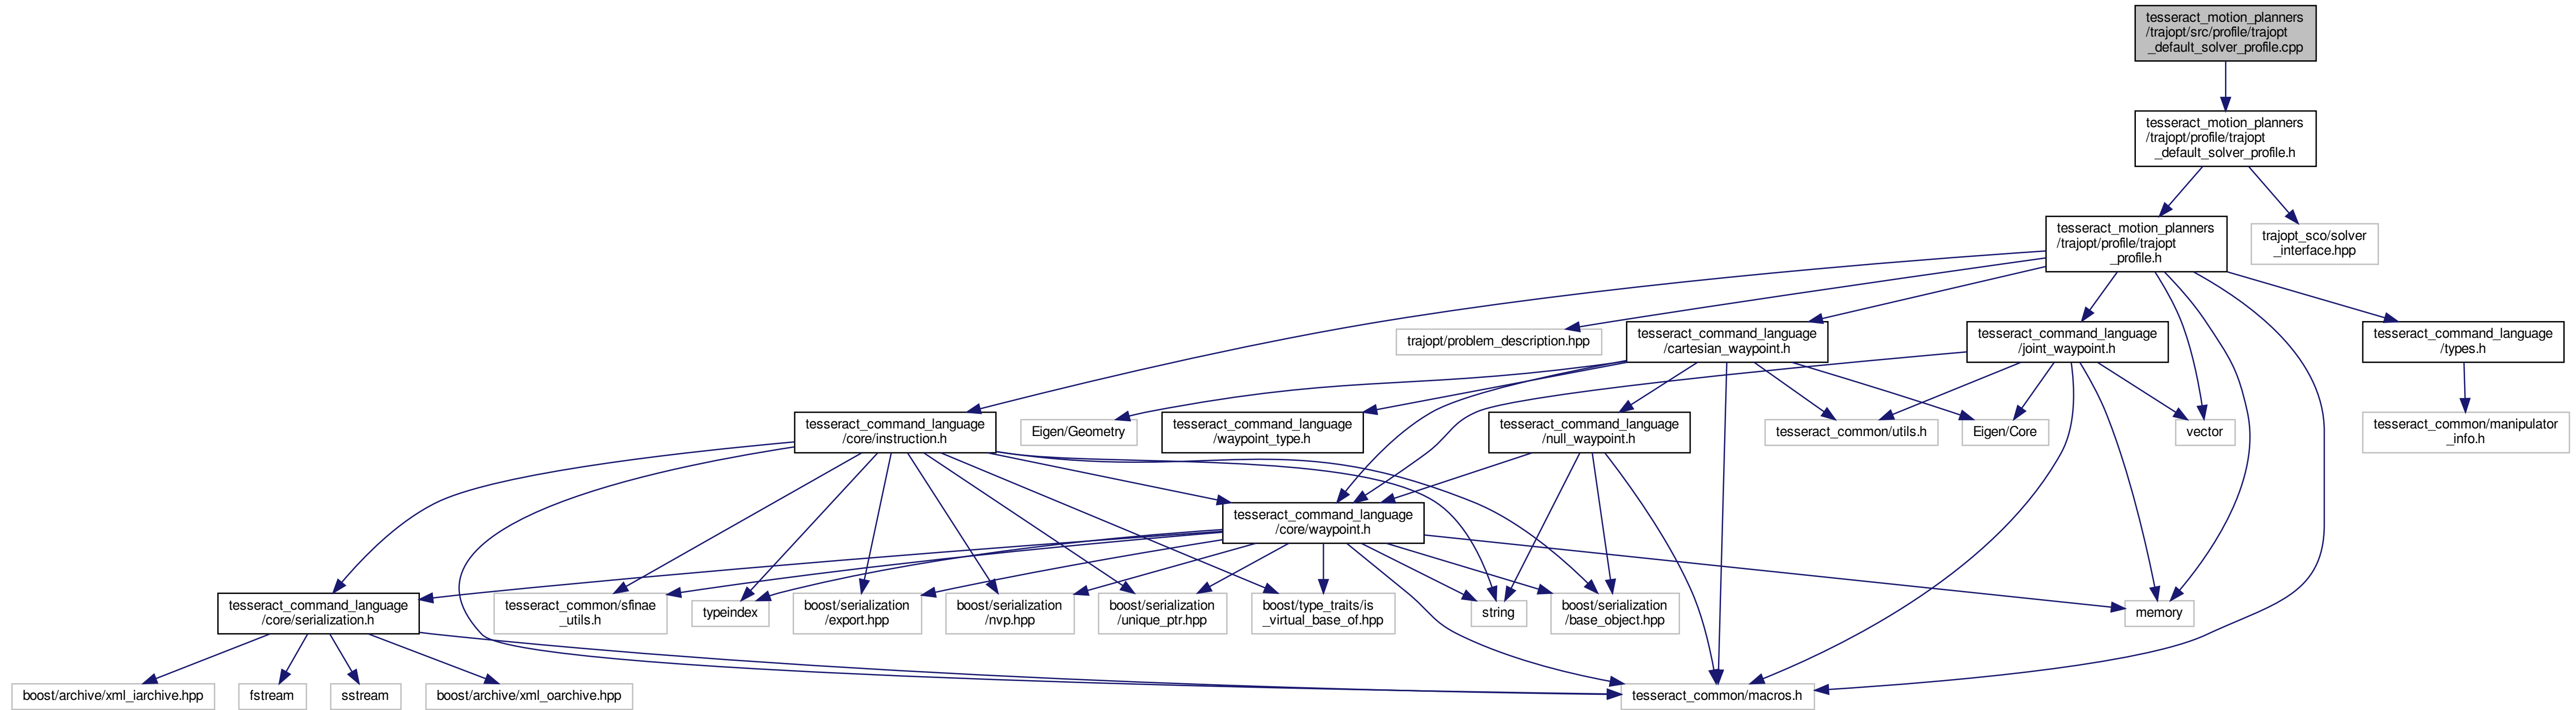 tesseract_motion_planners
/trajopt/src/profile/trajopt
_default_solver_profile.cpp
tesseract_motion_planners
/trajopt/profile/trajopt
_default_solver_profile.h
tesseract_motion_planners
/trajopt/profile/trajopt
_profile.h
trajopt_sco/solver
_interface.hpp
trajopt/problem_description.hpp
tesseract_command_language
/cartesian_waypoint.h
tesseract_command_language
/joint_waypoint.h
tesseract_command_language
/types.h
tesseract_command_language
/core/instruction.h
Eigen/Geometry
tesseract_command_language
/waypoint_type.h
tesseract_command_language
/null_waypoint.h
tesseract_common/utils.h
Eigen/Core
vector
tesseract_common/manipulator
_info.h
tesseract_command_language
/core/waypoint.h
tesseract_command_language
/core/serialization.h
tesseract_common/sfinae
_utils.h
typeindex
boost/serialization
/export.hpp
boost/serialization
/nvp.hpp
boost/serialization
/unique_ptr.hpp
boost/type_traits/is
_virtual_base_of.hpp
string
boost/serialization
/base_object.hpp
memory
boost/archive/xml_iarchive.hpp
fstream
sstream
boost/archive/xml_oarchive.hpp
tesseract_common/macros.h